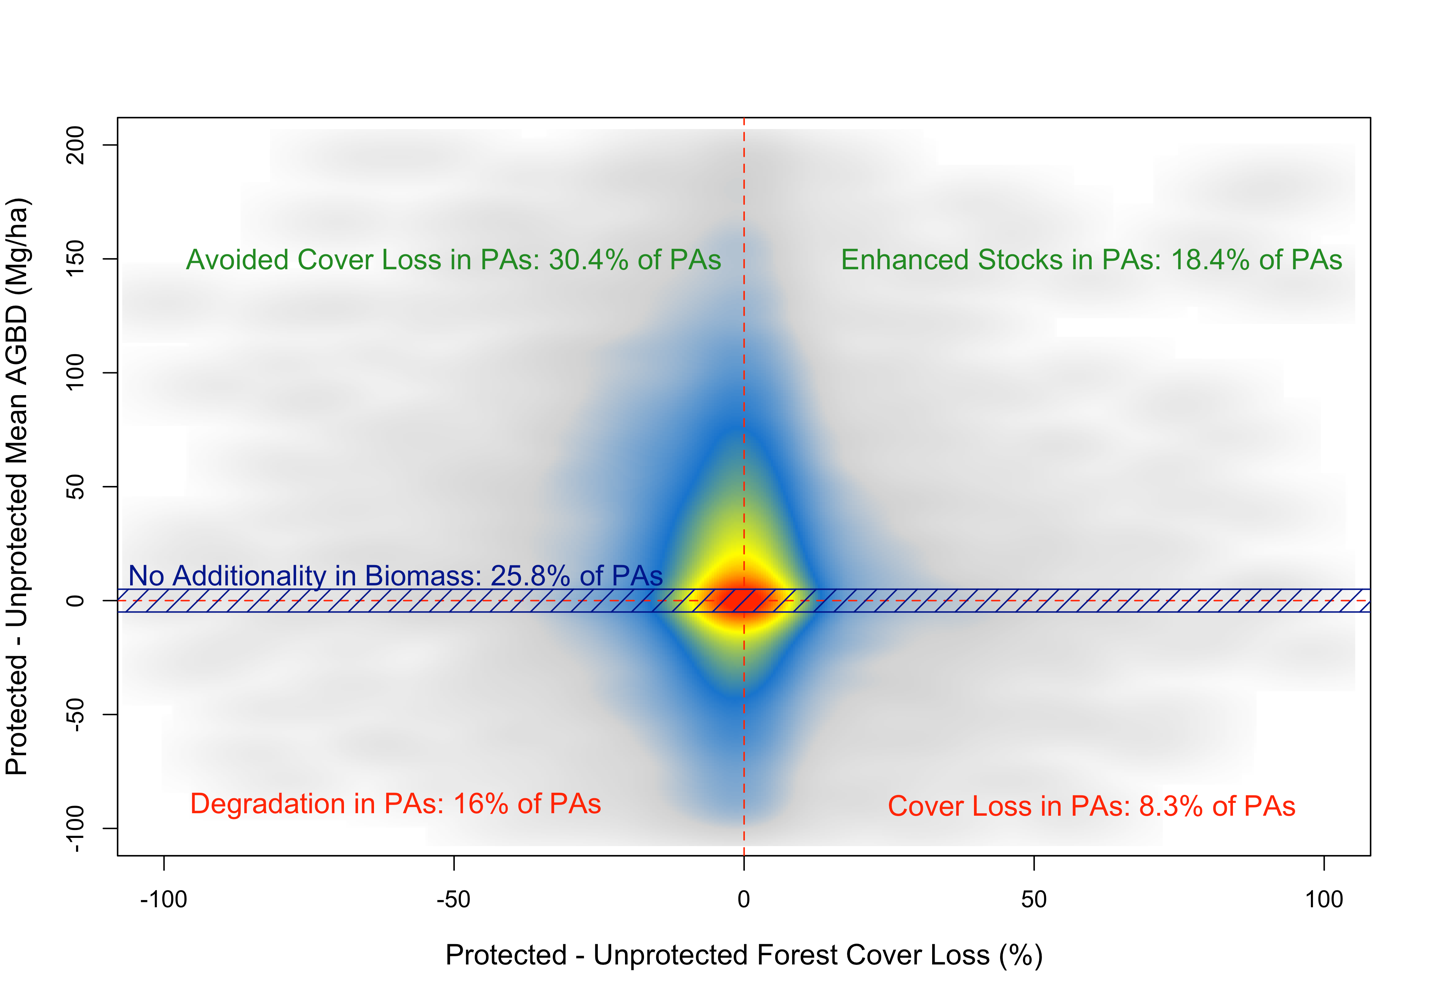 200
150
100
50
0
-50
-100
Protected - Unprotected Mean AGBD (Mg/ha)
Avoided Cover Loss in PAs: 30.4% of PAs
Enhanced Stocks in PAs: 18.4% of PAs
No Additionality in Biomass: 25.8% of PAs
Degradation in PAs: 16% of PAs
Cover Loss in PAs: 8.3% of PAs
-100
-50
0
50
100
Protected - Unprotected Forest Cover Loss (%)